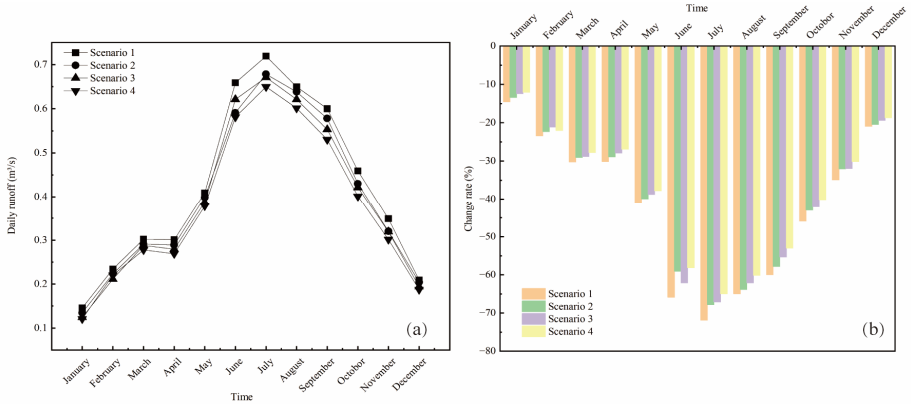 0.7
0.6
0.5
0.4
0.3
0.2
0.1
Daily runoff (m³/s)
Scenario 1
Scenario 2
Scenario 3
Scenario 4
(a)
January
February
March
April
May
June
July
August
September
Octobor
November
December
Time
Time
January
February
March
April
May
June
July
August
September
Octobor
November
December
0
−10
−20
−30
−40
−50
−60
−70
−80
Change rate (%)
Scenario 1
Scenario 2
Scenario 3
Scenario 4
(b)